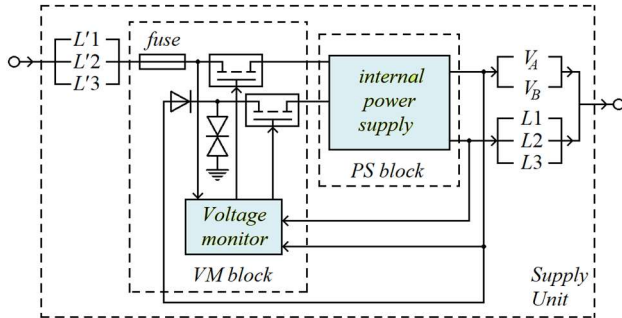 L'1
L'2
L'3
fuse
internal
power
supply
PS block
V_A
V_B
L1
L2
L3
Voltage
monitor
VM block
Supply
Unit